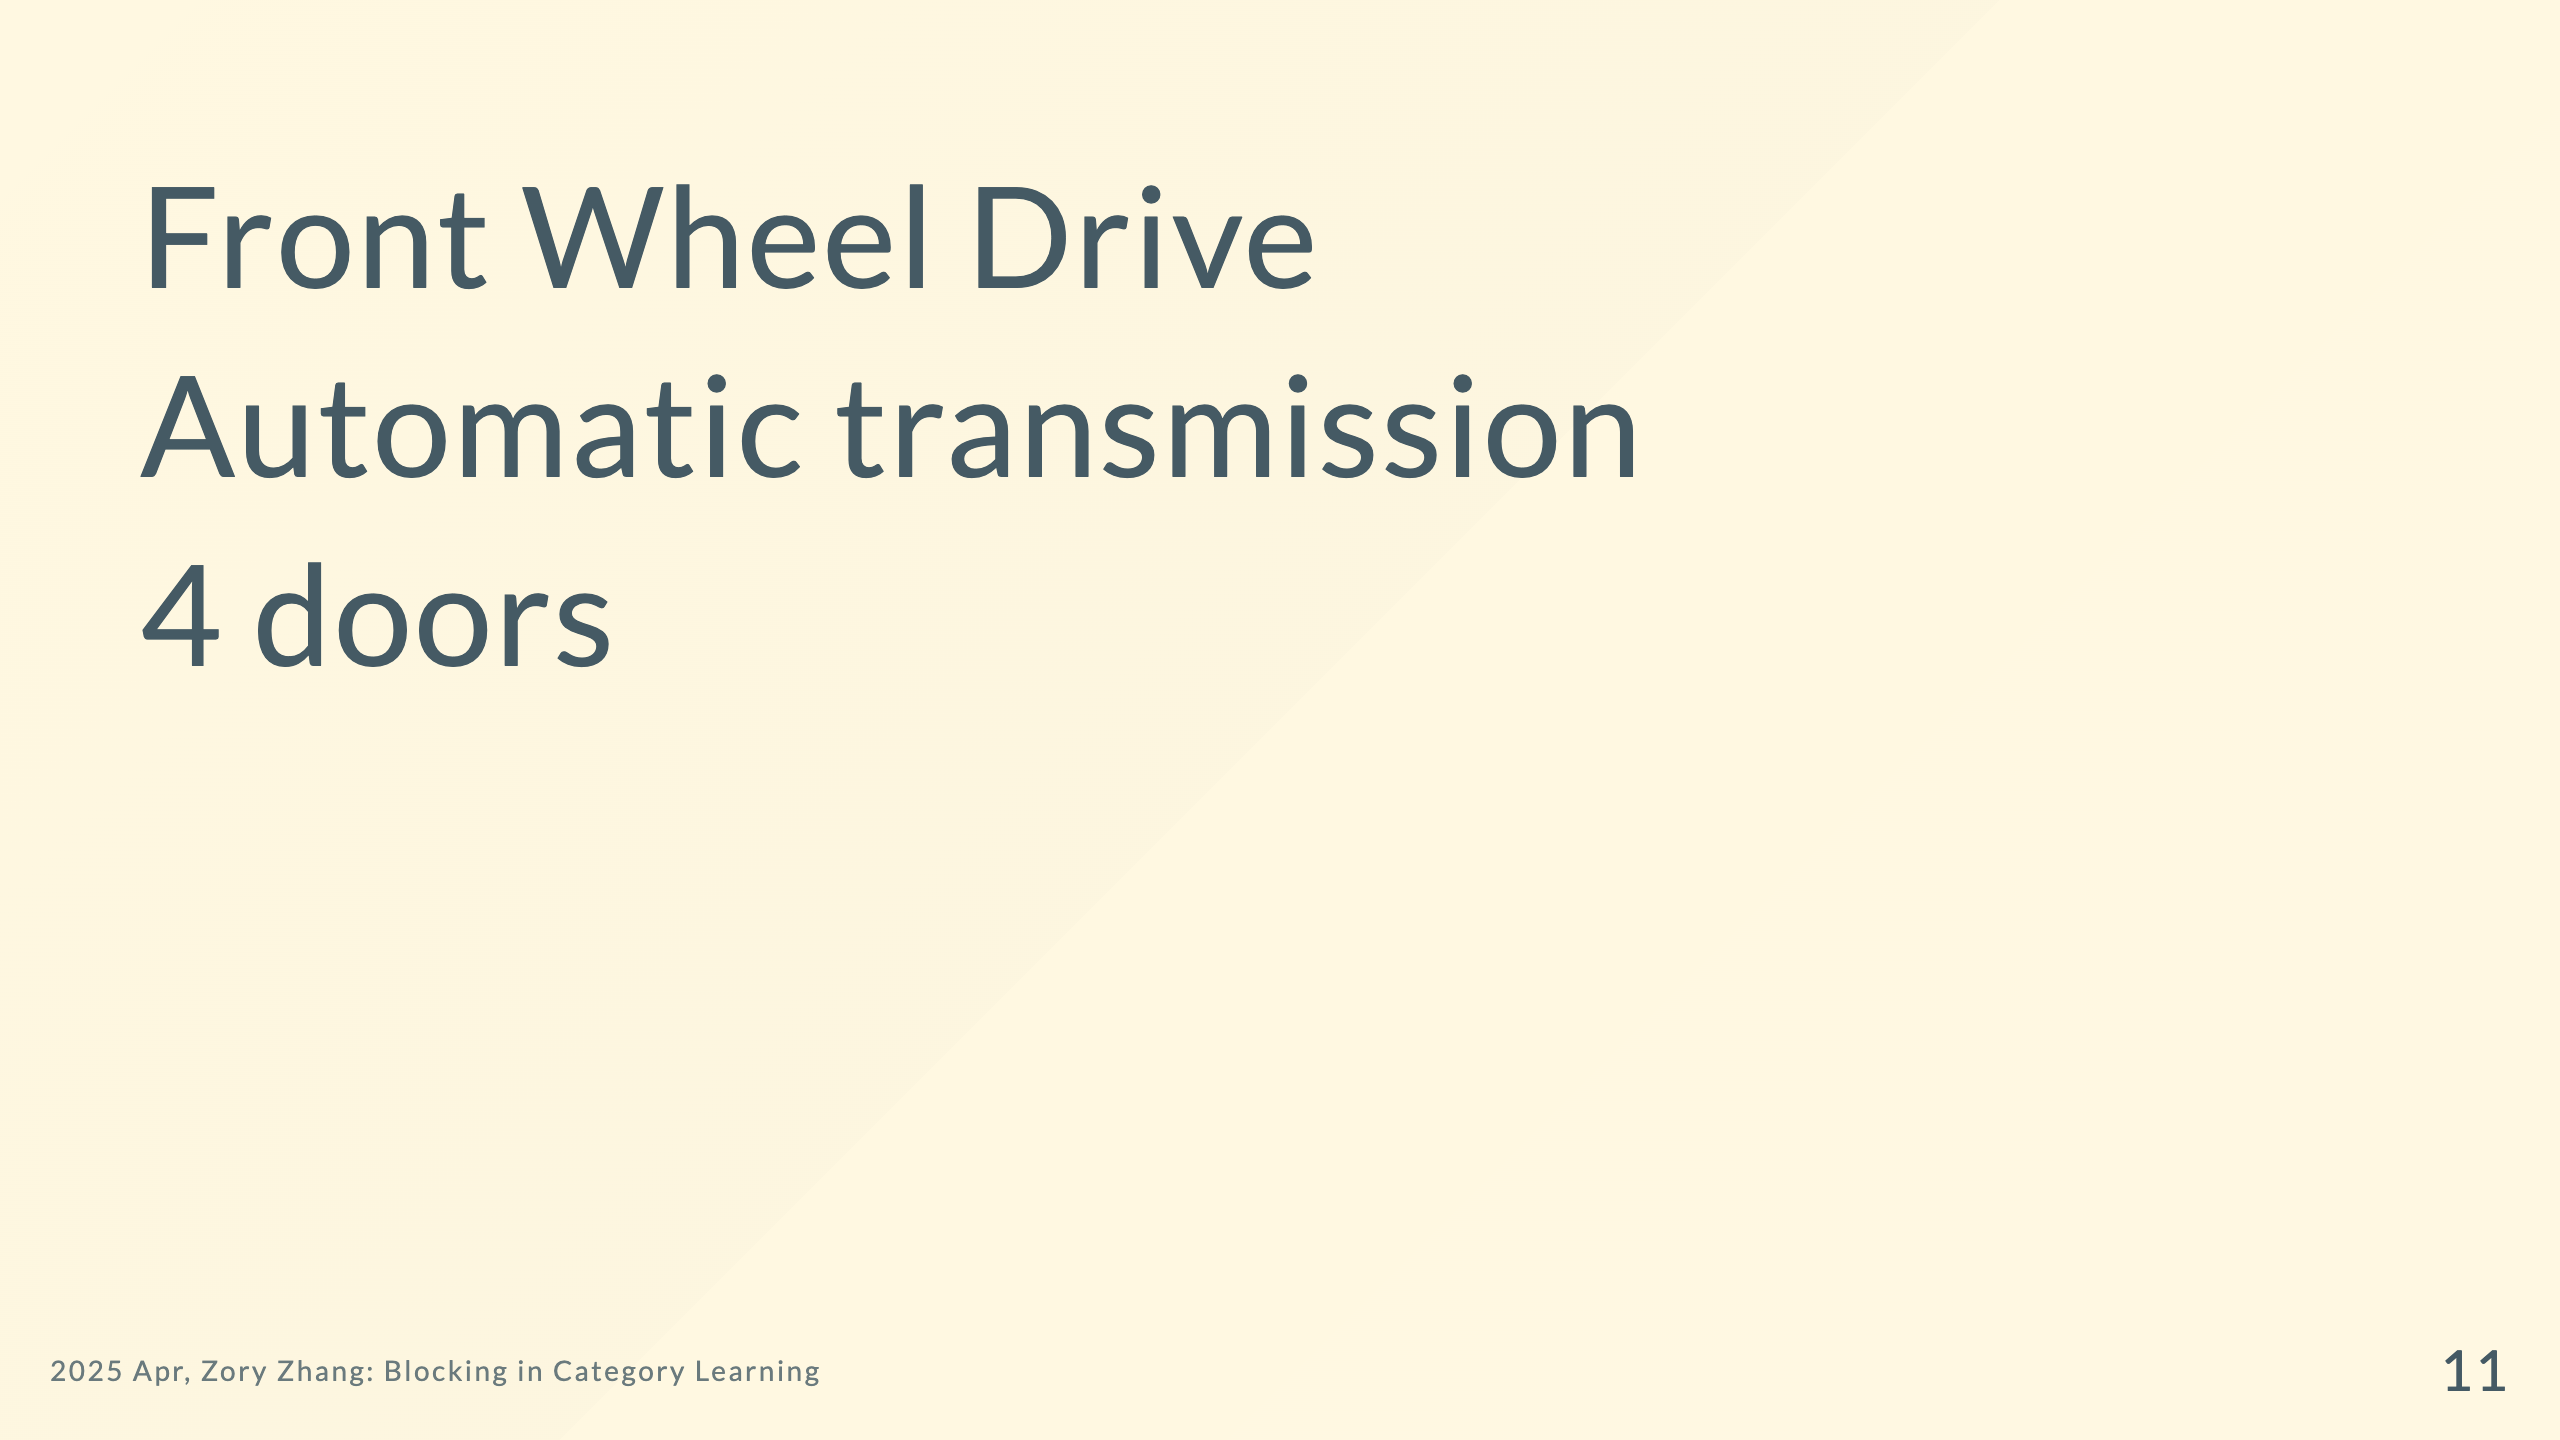 Front Wheel Drive
Automatic transmission
4 doors
2025 Apr, Zory Zhang: Blocking in Category Learning
11